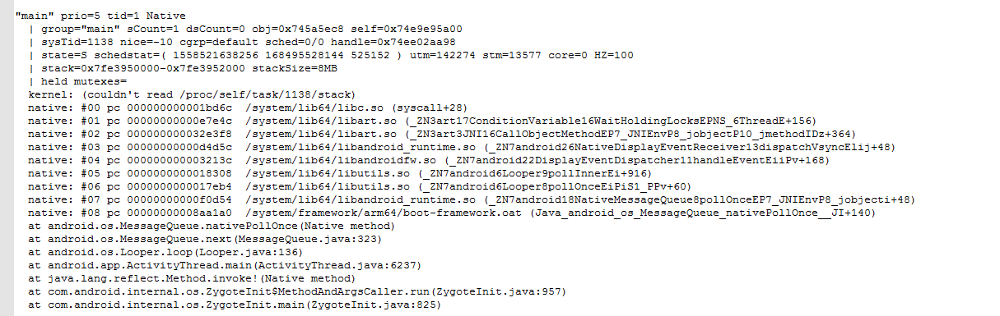 "main" prio=5 tid=1 Native
| group="main" sCount=1 dsCount=0 obj=0x745a5ec8 self=0x74e9e95a00
| sysTid=1138 nice=-10 cgrp=default sched=0/0 handle=0x74ee02aa98
| state=S schedstat=( 1558521638256 168495528144 525152 ) utm=142274 stm=13577 core=0 HZ=100
| stack=0x7fe3950000-0x7fe3952000 stackSize=8MB
| held mutexes=
kernel: (couldn't read /proc/self/task/1138/stack)
native: #00 pc 000000000001bd6c  /system/lib64/libc.so (syscall+28)
native: #01 pc 00000000000e7e4c  /system/lib64/libart.so (_ZN3art17ConditionVariable16WaitHoldingLocksEPNS_6ThreadE+156)
native: #02 pc 000000000032e3f8  /system/lib64/libart.so (_ZN3art3JNI16CallObjectMethodEP7_JNIEnvP8_jobjectP10_jmethodIDz+364)
native: #03 pc 00000000000d4d5c  /system/lib64/libandroid_runtime.so (_ZN7android26NativeDisplayEventReceiver13dispatchVsyncElij+48)
native: #04 pc 000000000003213c  /system/lib64/libandroidfw.so (_ZN7android22DisplayEventDispatcher11handleEventEiiPv+168)
native: #05 pc 0000000000018308  /system/lib64/libutils.so (_ZN7android6Looper9pollInnerEi+916)
native: #06 pc 0000000000017eb4  /system/lib64/libutils.so (_ZN7android6Looper8pollOnceEiPiS1_PPv+60)
native: #07 pc 00000000000f0d54  /system/lib64/libandroid_runtime.so (_ZN7android18NativeMessageQueue8pollOnceEP7_JNIEnvP8_jobjecti+48)
native: #08 pc 00000000008aa1a0  /system/framework/arm64/boot-framework.oat (Java_android_os_MessageQueue_nativePollOnce__JI+140)
at android.os.MessageQueue.nativePollOnce(Native method)
at android.os.MessageQueue.next(MessageQueue.java:323)
at android.os.Looper.loop(Looper.java:136)
at android.app.ActivityThread.main(ActivityThread.java:6237)
at java.lang.reflect.Method.invoke!(Native method)
at com.android.internal.os.ZygoteInit$MethodAndArgsCaller.run(ZygoteInit.java:957)
at com.android.internal.os.ZygoteInit.main(ZygoteInit.java:825)